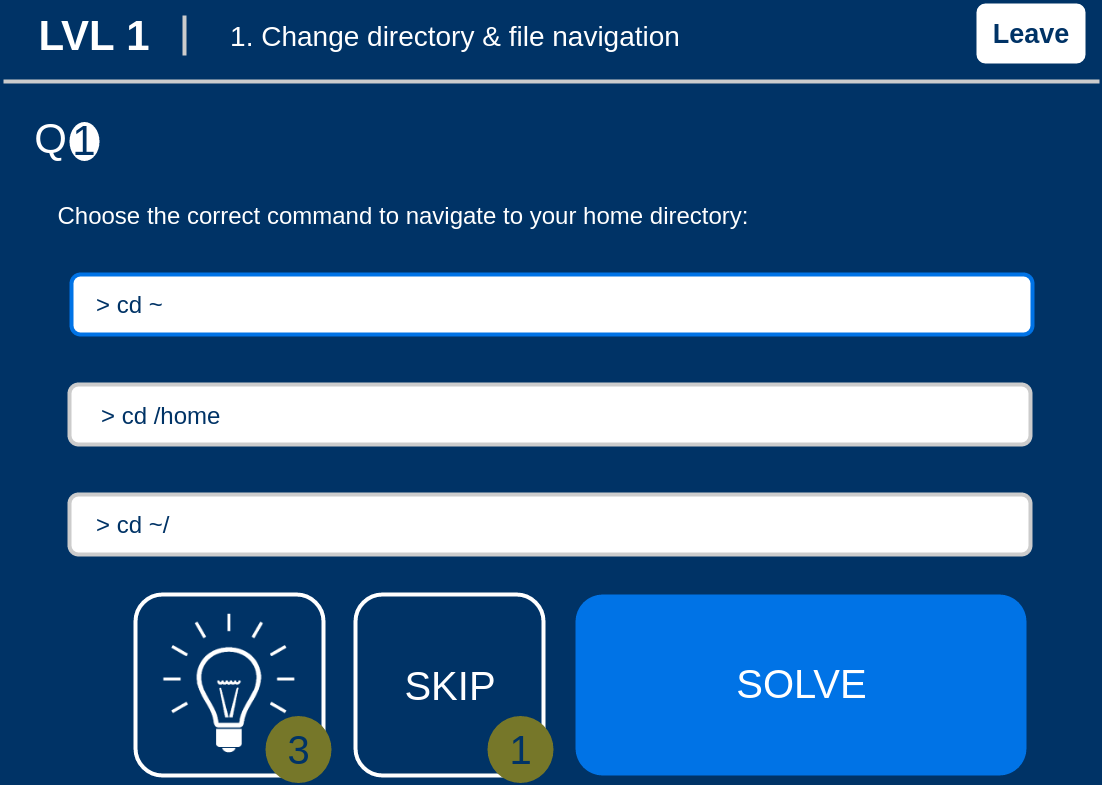 LVL 1 | 1. Change directory & file navigation Leave
Q1
Choose the correct command to navigate to your home directory:
> cd ~
> cd /home
> cd ~/
SKIP SOLVE
3 1